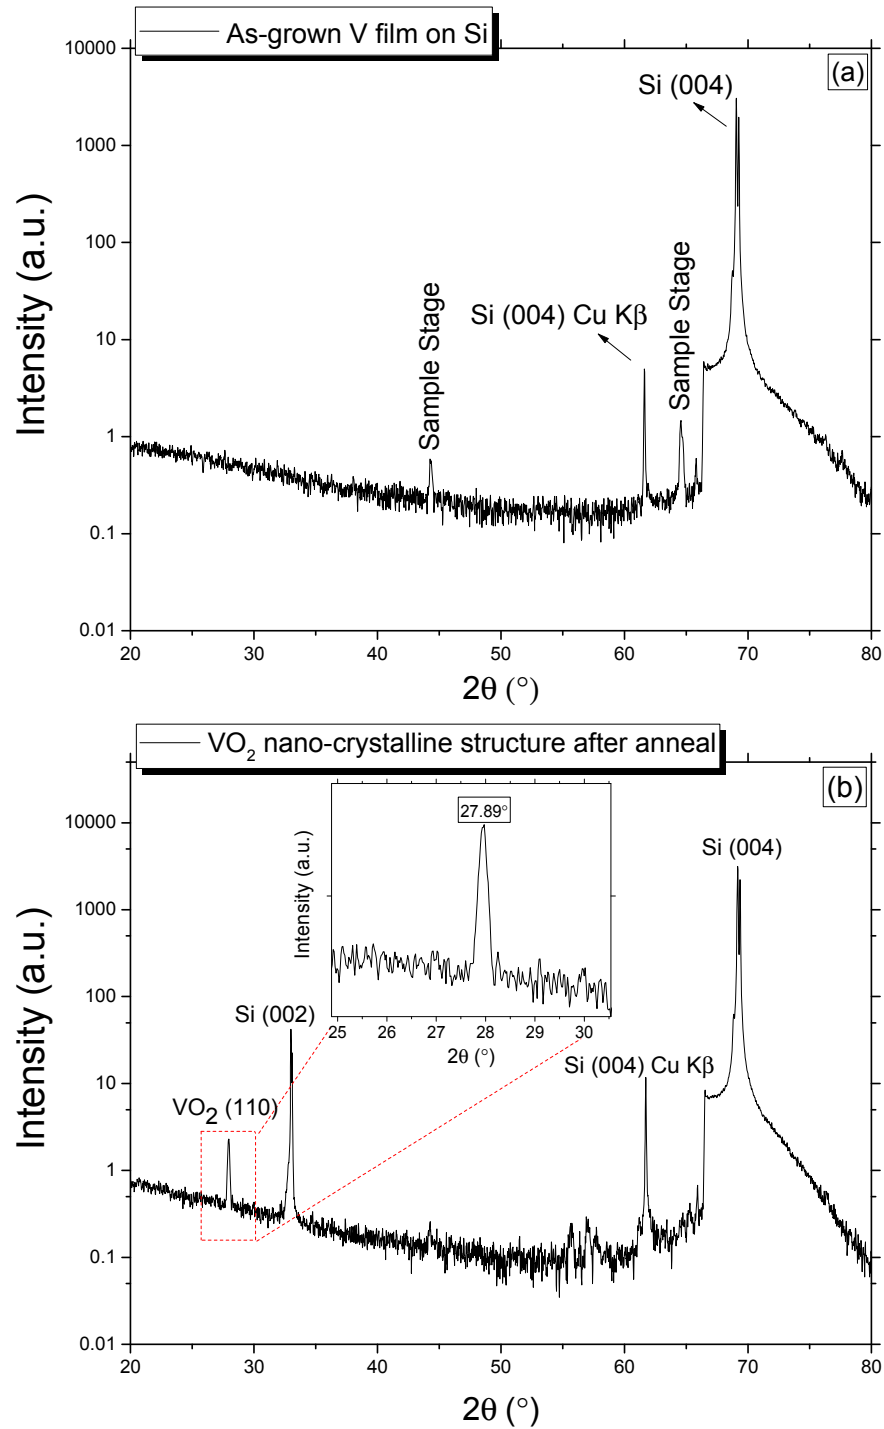 As-grown V film on Si
(a)
Si (004)
Si (004) Cu Kβ
Sample Stage
Sample Stage
Intensity (a.u.)
10000
1000
100
10
1
0.1
0.01
20 30 40 50 60 70 80
2θ (°)
VO2 nano-crystalline structure after anneal
(b)
27.89°
Intensity (a.u.)
25 26 27 28 29 30
2θ (°)
Si (004)
Si (002)
Si (004) Cu Kβ
VO2 (110)
Intensity (a.u.)
10000
1000
100
10
1
0.1
0.01
20 30 40 50 60 70 80
2θ (°)